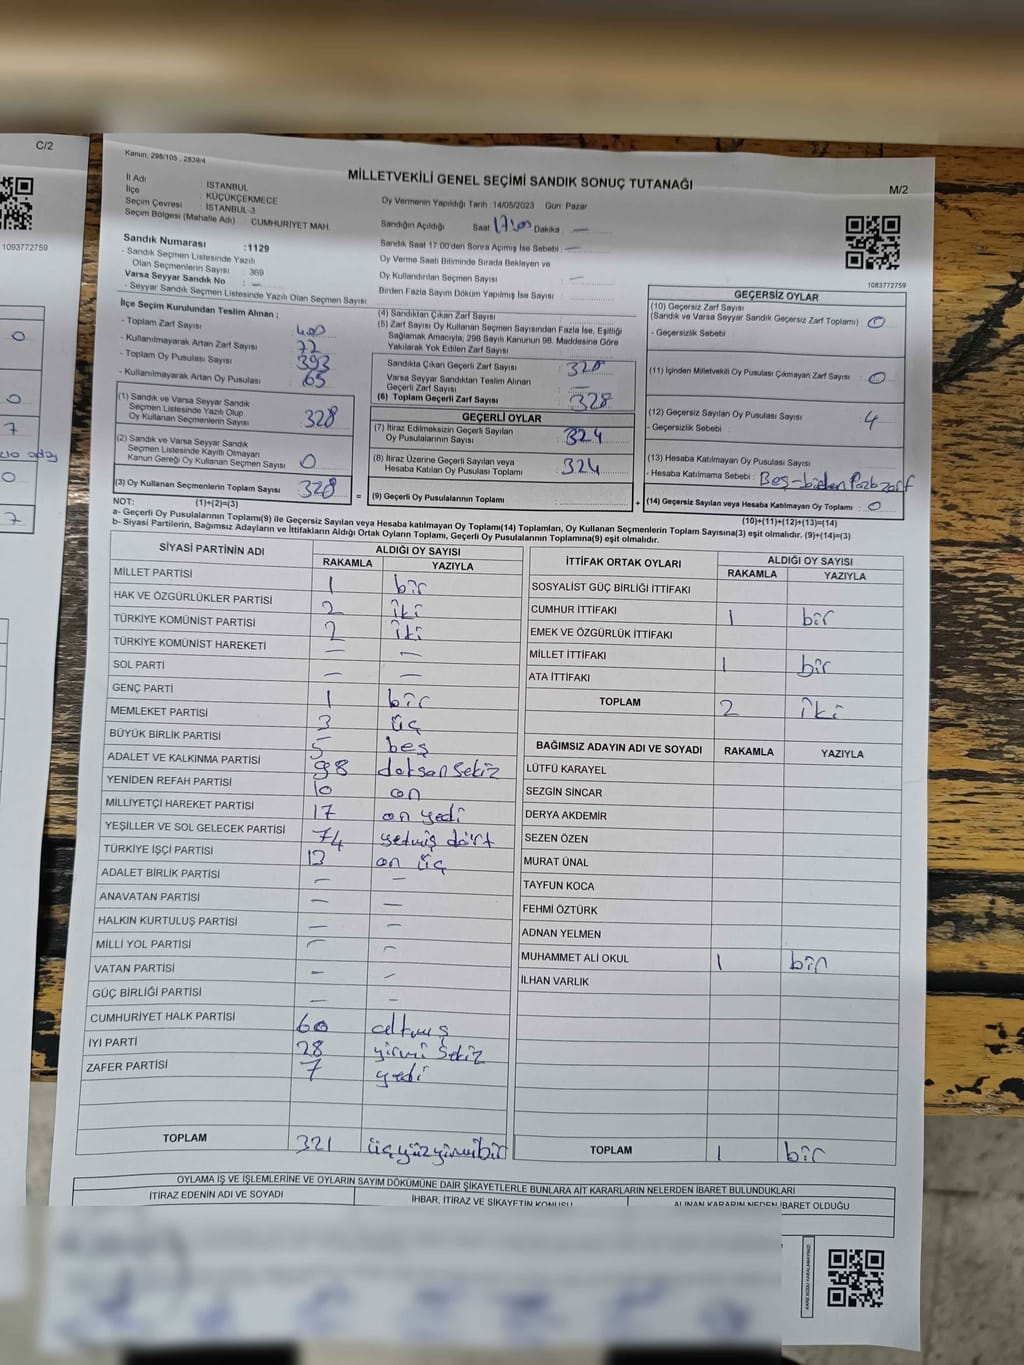 C/2
1093772759
0
0
7
0
7
Kanun, 298/105 , 2839/4
MİLLETVEKİLİ GENEL SEÇİMİ SANDIK SONUÇ TUTANAĞI
M/2
İl Adı : İSTANBUL
İlçe : KÜÇÜKÇEKMECE
Seçim Çevresi : İSTANBUL-3
Seçim Bölgesi (Mahalle Adı) : CUMHURİYET MAH.
Oy Vermenin Yapıldığı Tarih :14/05/2023 Gün: Pazar
Sandığın Açıldığı Saat 17:00 Dakika : —
Sandık Numarası :1129
- Sandık Seçmen Listesinde Yazılı
Olan Seçmenlerin Sayısı : 369
Varsa Seyyar Sandık No : —
- Seyyar Sandık Seçmen Listesinde Yazılı Olan Seçmen Sayısı:
Sandık Saat 17:00'den Sonra Açımış İse Sebebi : —
Oy Verme Saati Bitiminde Sırada Bekleyen ve
Oy Kullandırılan Seçmen Sayısı : —
Birden Fazla Sayım Döküm Yapılmış İse Sayısı :
1083772759
İlçe Seçim Kurulundan Teslim Alınan ;
- Toplam Zarf Sayısı : 400
- Kullanılmayarak Artan Zarf Sayısı : 72
- Toplam Oy Pusulası Sayısı : 393
- Kullanılmayarak Artan Oy Pusulası : 65
(1) Sandık ve Varsa Seyyar Sandık
Seçmen Listesinde Yazılı Olup
Oy Kullanan Seçmenlerin Sayısı : 328
(2) Sandık ve Varsa Seyyar Sandık
Seçmen Listesinde Kayıtlı Olmayan
Kanun Gereği Oy Kullanan Seçmen Sayısı : 0
(3) Oy Kullanan Seçmenlerin Toplam Sayısı : 328
(4) Sandıktan Çıkan Zarf Sayısı :
(5) Zarf Sayısı Oy Kullanan Seçmen Sayısından Fazla İse, Eşitliği
Sağlamak Amacıyla, 298 Sayılı Kanunun 98. Maddesine Göre
Yakılarak Yok Edilen Zarf Sayısı :
Sandıkta Çıkan Geçerli Zarf Sayısı : 328
Varsa Seyyar Sandıktan Teslim Alınan
Geçerli Zarf Sayısı : —
(6) Toplam Geçerli Zarf Sayısı : 328
GEÇERLİ OYLAR
(7) İtiraz Edilmeksizin Geçerli Sayılan
Oy Pusulalarının Sayısı : 324
(8) İtiraz Üzerine Geçerli Sayılan veya
Hesaba Katılan Oy Pusulası Toplamı : 324
= (9) Geçerli Oy Pusulalarının Toplamı +
GEÇERSİZ OYLAR
(10) Geçersiz Zarf Sayısı
(Sandık ve Varsa Seyyar Sandık Geçersiz Zarf Toplamı) : 0
- Geçersizlik Sebebi :
(11) İçinden Milletvekili Oy Pusulası Çıkmayan Zarf Sayısı : 0
(12) Geçersiz Sayılan Oy Pusulası Sayısı : 4
- Geçersizlik Sebebi :
(13) Hesaba Katılmayan Oy Pusulası Sayısı :
- Hesaba Katılmama Sebebi :
(14) Geçersiz Sayılan veya Hesaba Katılmayan Oy Toplamı : 0
NOT: (1)+(2)=(3)
(10)+(11)+(12)+(13)=(14)
a- Geçerli Oy Pusulalarının Toplamı(9) ile Geçersiz Sayılan veya Hesaba katılmayan Oy Toplamı(14) Toplamları, Oy Kullanan Seçmenlerin Toplam Sayısına(3) eşit olmalıdır. (9)+(14)=(3)
b- Siyasi Partilerin, Bağımsız Adayların ve İttifakların Aldığı Ortak Oyların Toplamı, Geçerli Oy Pusulalarının Toplamına(9) eşit olmalıdır.
SİYASİ PARTİNİN ADI ALDIĞI OY SAYISI
RAKAMLA YAZIYLA
MİLLET PARTİSİ 1 bir
HAK VE ÖZGÜRLÜKLER PARTİSİ 2 iki
TÜRKİYE KOMÜNİST PARTİSİ 2 iki
TÜRKİYE KOMÜNİST HAREKETİ — —
SOL PARTİ — —
GENÇ PARTİ 1 bir
MEMLEKET PARTİSİ 3 üç
BÜYÜK BİRLİK PARTİSİ 5 beş
ADALET VE KALKINMA PARTİSİ 98 doksan sekiz
YENİDEN REFAH PARTİSİ 10 on
MİLLİYETÇİ HAREKET PARTİSİ 17 on yedi
YEŞİLLER VE SOL GELECEK PARTİSİ 74 yetmiş dört
TÜRKİYE İŞÇİ PARTİSİ 13 on üç
ADALET BİRLİK PARTİSİ — —
ANAVATAN PARTİSİ — —
HALKIN KURTULUŞ PARTİSİ — —
MİLLİ YOL PARTİSİ — —
VATAN PARTİSİ — —
GÜÇ BİRLİĞİ PARTİSİ — —
CUMHURİYET HALK PARTİSİ 60 altmış
İYİ PARTİ 28 yirmi sekiz
ZAFER PARTİSİ 7 yedi
TOPLAM 321 üçyüzyirmibir
İTTİFAK ORTAK OYLARI ALDIĞI OY SAYISI
RAKAMLA YAZIYLA
SOSYALİST GÜÇ BİRLİĞİ İTTİFAKI
CUMHUR İTTİFAKI 1 bir
EMEK VE ÖZGÜRLÜK İTTİFAKI
MİLLET İTTİFAKI 1 bir
ATA İTTİFAKI
TOPLAM 2 iki
BAĞIMSIZ ADAYIN ADI VE SOYADI RAKAMLA YAZIYLA
LÜTFÜ KARAYEL
SEZGİN SİNCAR
DERYA AKDEMİR
SEZEN ÖZEN
MURAT ÜNAL
TAYFUN KOCA
FEHMİ ÖZTÜRK
ADNAN YELMEN
MUHAMMET ALİ OKUL 1 bir
İLHAN VARLIK
TOPLAM 1 bir
OYLAMA İŞ VE İŞLEMLERİNE VE OYLARIN SAYIM DÖKÜMÜNE DAİR ŞİKAYETLERLE BUNLARA AİT KARARLARIN NELERDEN İBARET BULUNDUKLARI
İTİRAZ EDENİN ADI VE SOYADI İHBAR, İTİRAZ VE ŞİKAYETİN KONUSU ALINAN KARARIN NEDEN İBARET OLDUĞU
KARE KODU KARALAMAYINIZ!